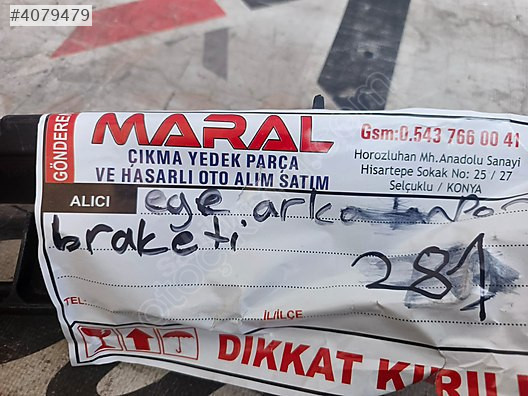 #4079479
GÖNDERE
MARAL
ÇIKMA YEDEK PARÇA
VE HASARLI OTO ALIM SATIM
Gsm:0.543 766 00 41
Horozluhan Mh.Anadolu Sanayi
Hisartepe Sokak No: 25 / 27
Selçuklu / KONYA
ALICI
ege arka
braketi
281
TEL:
İL/İLÇE
DİKKAT KIRIL